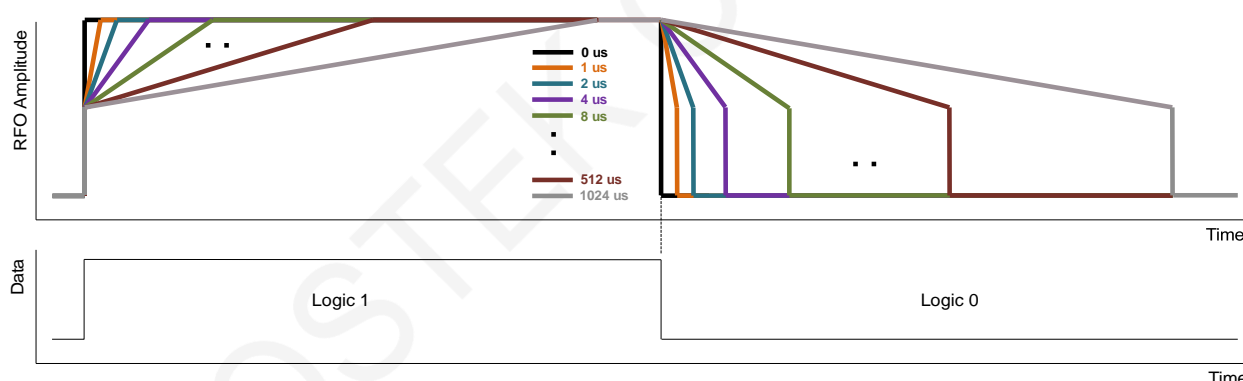 RFO Amplitude
0 us
1 us
2 us
4 us
8 us
512 us
1024 us
Time
Data
Logic 1
Logic 0
Time